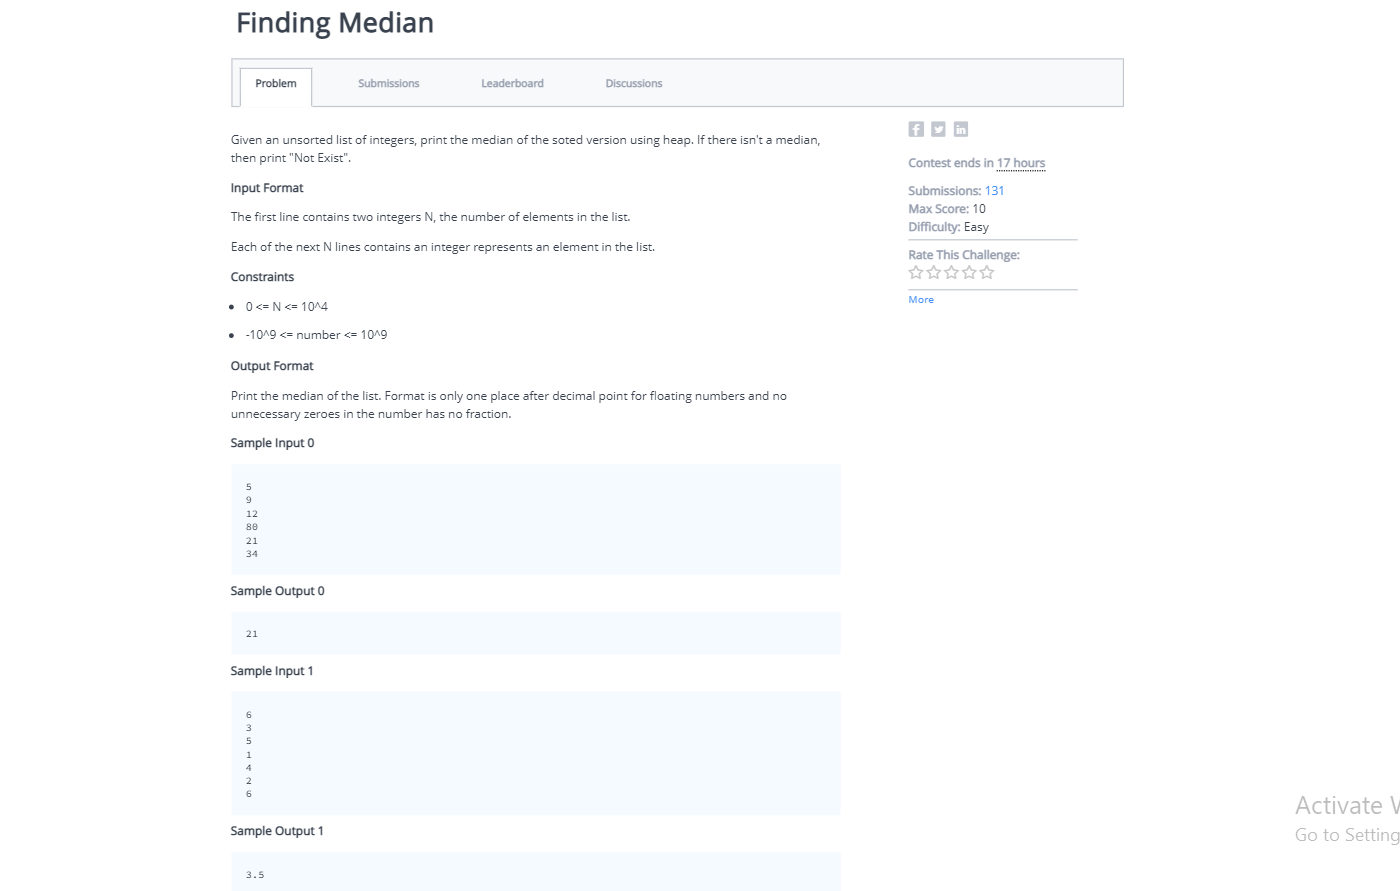 Finding Median
Problem
Submissions
Leaderboard
Discussions
Given an unsorted list of integers, print the median of the soted version using heap. If there isn't a median,
then print "Not Exist".
Input Format
The first line contains two integers N, the number of elements in the list.
Each of the next N lines contains an integer represents an element in the list.
Constraints
0 <= N <= 10^4
-10^9 <= number <= 10^9
Output Format
Print the median of the list. Format is only one place after decimal point for floating numbers and no
unnecessary zeroes in the number has no fraction.
Sample Input 0
5
9
12
80
21
34
Sample Output 0
21
Sample Input 1
6
3
5
1
4
2
6
Sample Output 1
3.5
Contest ends in 17 hours
Submissions: 131
Max Score: 10
Difficulty: Easy
Rate This Challenge:
More
Activate W
Go to Setting